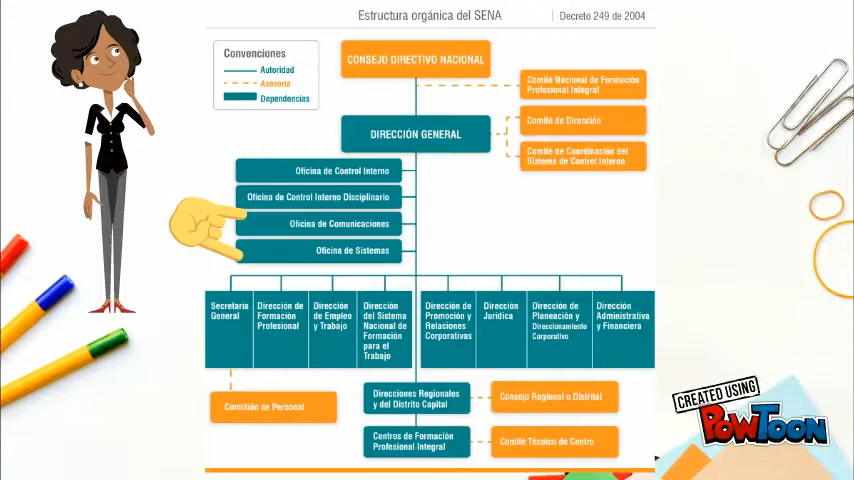 Estructura orgánica del SENA
Decreto 249 de 2004
Convenciones
Autoridad
Asesoría
Dependencias
CONSEJO DIRECTIVO NACIONAL
Comité Nacional de Formación
Profesional Integral
DIRECCIÓN GENERAL
Comité de Dirección
Comité de Coordinación del
Sistema de Control Interno
Oficina de Control Interno
Oficina de Control Interno Disciplinario
Oficina de Comunicaciones
Oficina de Sistemas
Secretaría
General
Dirección de
Formación
Profesional
Dirección
de Empleo
y Trabajo
Dirección
del Sistema
Nacional de
Formación
para el
Trabajo
Dirección de
Promoción y
Relaciones
Corporativas
Dirección
Jurídica
Dirección de
Planeación y
Direccionamiento
Corporativo
Dirección
Administrativa
y Financiera
Comisión de Personal
Direcciones Regionales
y del Distrito Capital
Consejo Regional o Distrital
Centros de Formación
Profesional Integral
Comité Técnico de Centro
CREATED USING
POWTOON